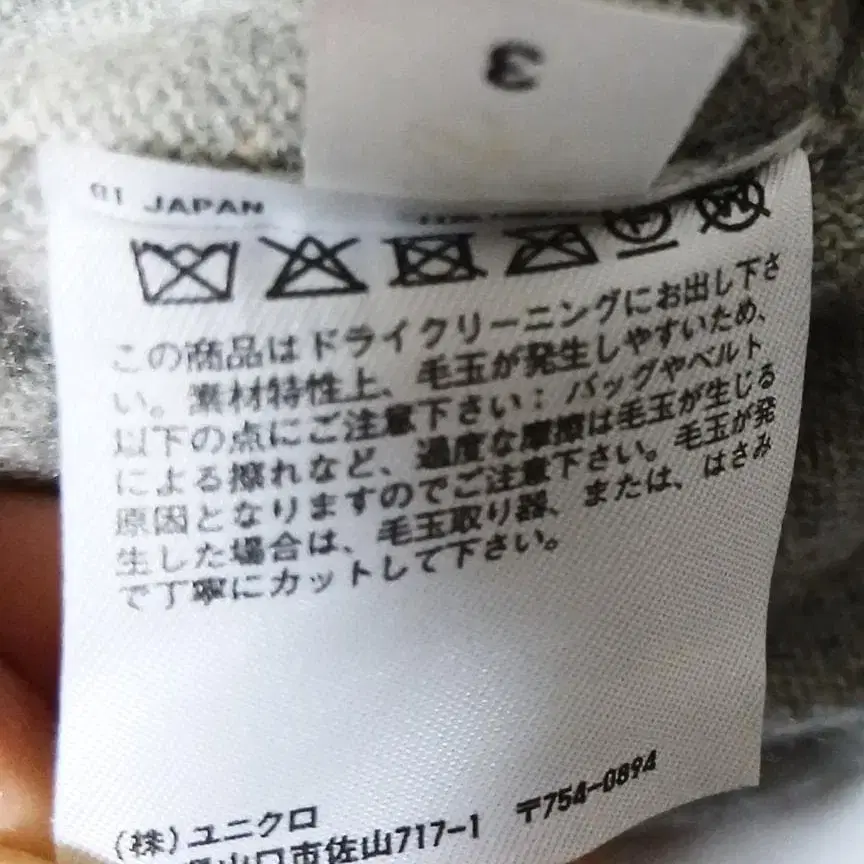 3
01 JAPAN
この商品はドライクリーニングにお出し下さ
い。素材特性上、毛玉が発生しやすいため、
以下の点にご注意下さい：バッグやベルト
による擦れなど、過度な摩擦は毛玉が生じる
原因となりますのでご注意下さい。毛玉が発
生した場合は、毛玉取り器、または、はさみ
で丁寧にカットして下さい。
(株)ユニクロ 〒754-0894
山口市佐山717-1